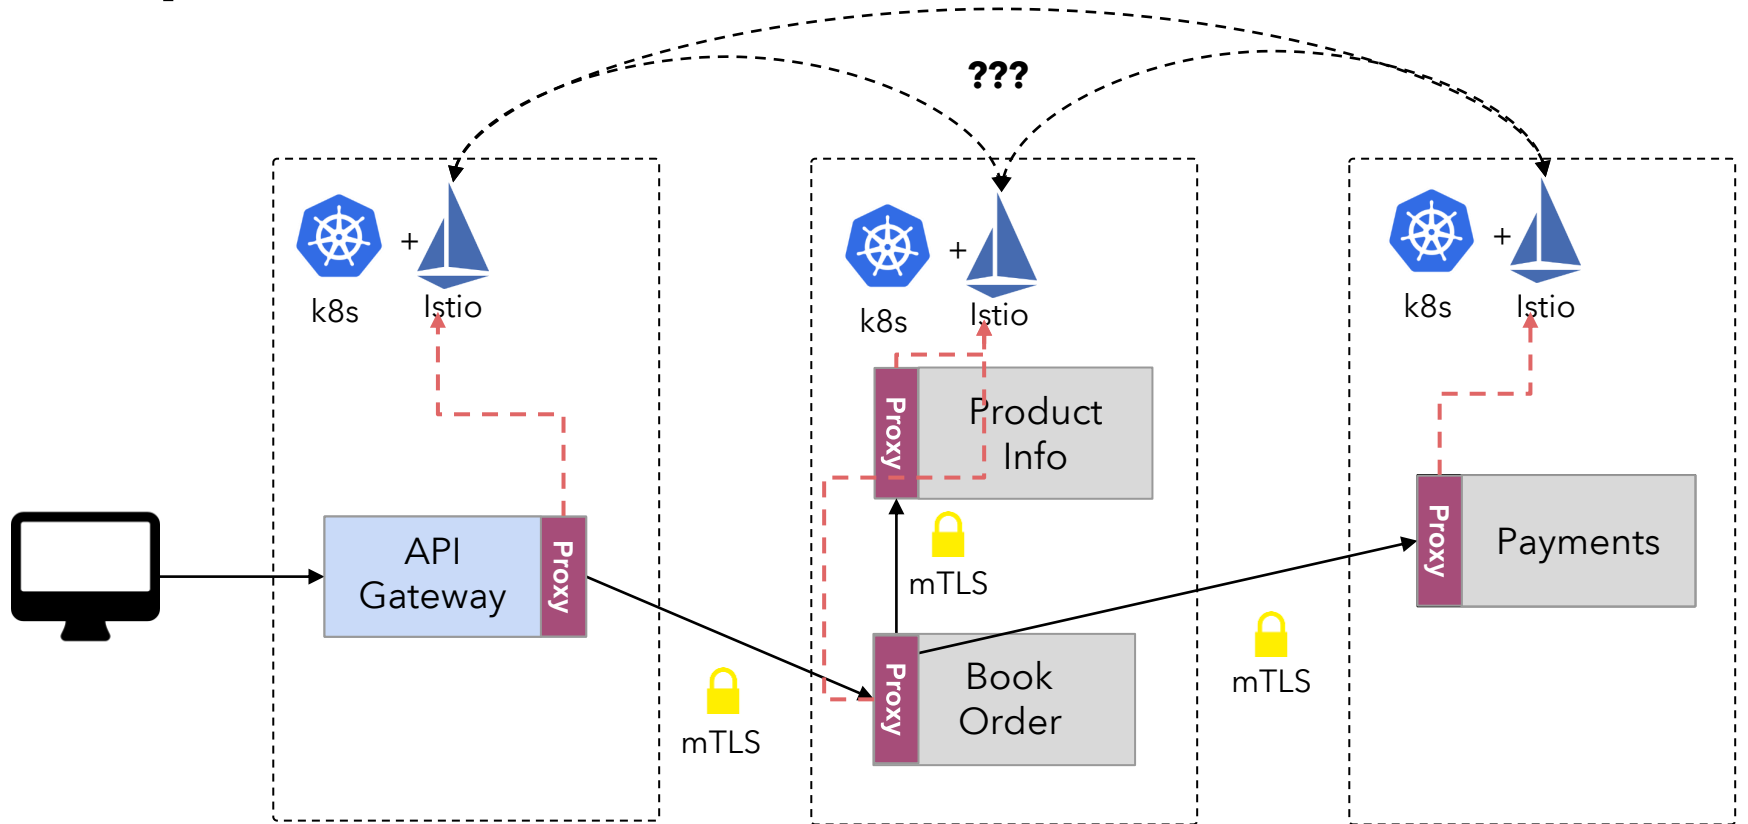 ???
+
k8s
Istio
+
k8s
Istio
+
k8s
Istio
API
Gateway
Proxy
mTLS
Proxy
Product
Info
mTLS
Proxy
Book
Order
mTLS
Proxy
Payments